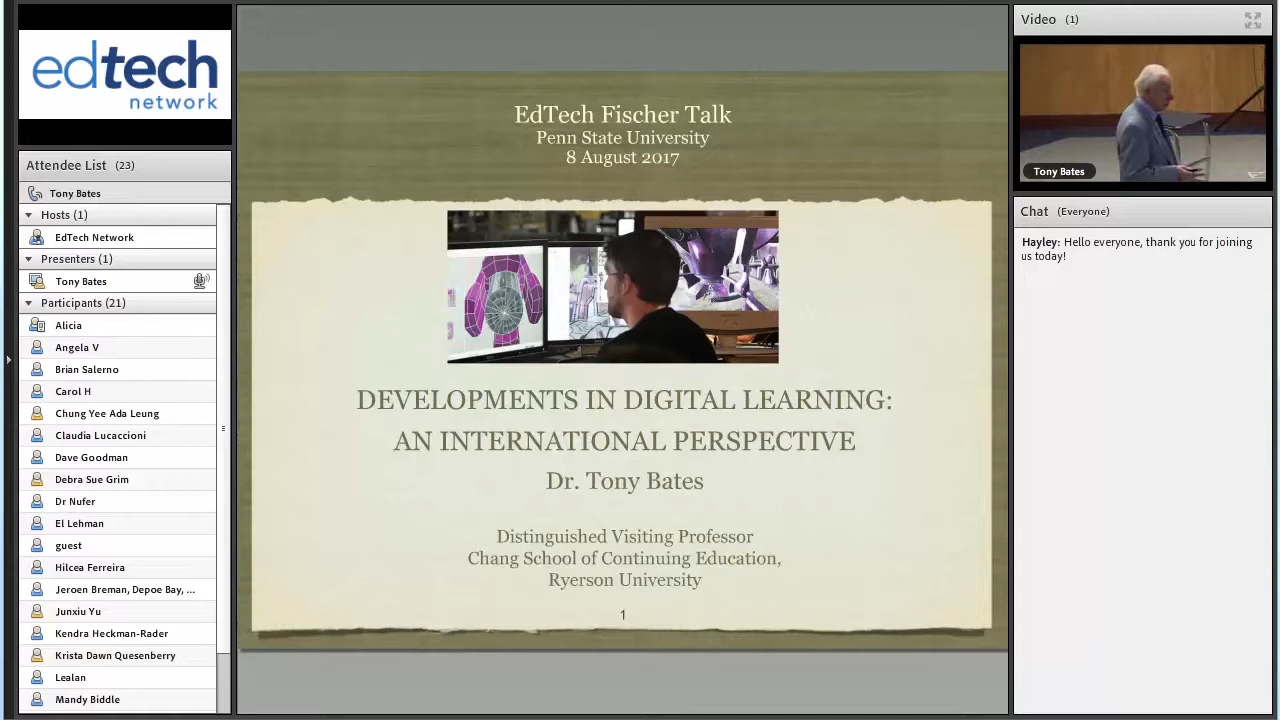 edtech
network
Attendee List (23)
Tony Bates
Hosts (1)
EdTech Network
Presenters (1)
Tony Bates
Participants (21)
Alicia
Angela V
Brian Salerno
Carol H
Chung Yee Ada Leung
Claudia Lucaccioni
Dave Goodman
Debra Sue Grim
Dr Nufer
El Lehman
guest
Hilcea Ferreira
Jeroen Breman, Depoe Bay, ...
Junxiu Yu
Kendra Heckman-Rader
Krista Dawn Quesenberry
Lealan
Mandy Biddle
EdTech Fischer Talk
Penn State University
8 August 2017
DEVELOPMENTS IN DIGITAL LEARNING:
AN INTERNATIONAL PERSPECTIVE
Dr. Tony Bates
Distinguished Visiting Professor
Chang School of Continuing Education,
Ryerson University
1
Video (1)
Tony Bates
Chat (Everyone)
Hayley: Hello everyone, thank you for joining
us today!